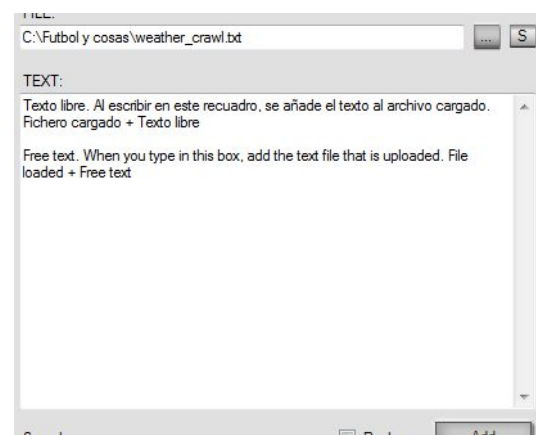 FILE:
C:\Futbol y cosas\weather_crawl.txt
...
S
TEXT:
Texto libre. Al escribir en este recuadro, se añade el texto al archivo cargado.
Fichero cargado + Texto libre
Free text. When you type in this box, add the text file that is uploaded. File
loaded + Free text
Add